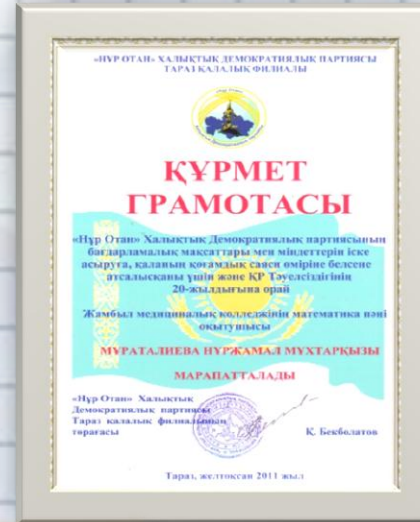 «НҰР ОТАН» ХАЛЫҚТЫҚ ДЕМОКРАТИЯЛЫҚ ПАРТИЯСЫ
ТАРАЗ ҚАЛАЛЫҚ ФИЛИАЛЫ
ҚҰРМЕТ
ГРАМОТАСЫ
«Нұр Отан» Халықтық Демократиялық партиясының
бағдарламалық мақсаттары мен міндеттерін іске
асыруға, қаланың қоғамдық саяси өміріне белсене
атсалысқаны үшін және ҚР Тәуелсіздігінің
20-жылдығына орай
Жамбыл медициналық колледжінің математика пәні
оқытушысы
МҰРАТАЛИЕВА НҰРЖАМАЛ МҰХТАРҚЫЗЫ
МАРАПАТТАЛАДЫ
«Нұр Отан» Халықтық
Демократиялық партиясы
Тараз қалалық филиалының
төрағасы Қ. Бекболатов
Тараз, желтоқсан 2011 жыл